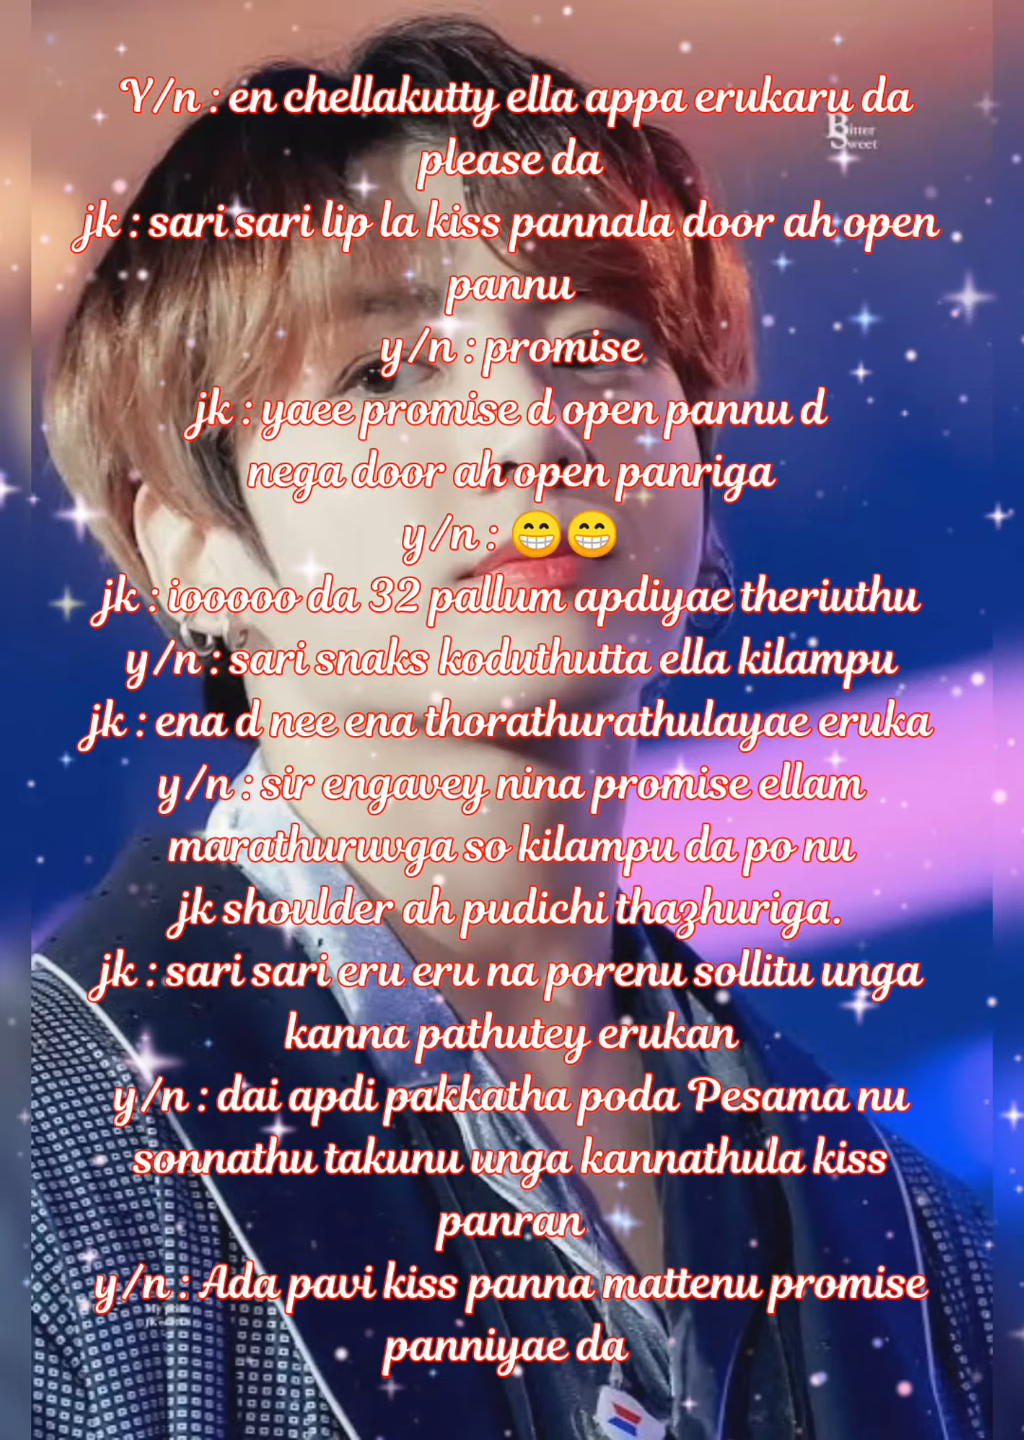 Bitter
Sweet
Y/n : en chellakutty ella appa erukaru da
please da
jk : sari sari lip la kiss pannala door ah open
pannu
y/n : promise
jk : yaee promise d open pannu d
nega door ah open panriga
y/n : 😁😁
jk : iooooo da 32 pallum apdiyae theriuthu
y/n : sari snaks koduthutta ella kilampu
jk : ena d nee ena thorathurathulayae eruka
y/n : sir engavey nina promise ellam
marathuruvga so kilampu da po nu
jk shoulder ah pudichi thazhuriga.
jk : sari sari eru eru na porenu sollitu unga
kanna pathutey erukan
y/n : dai apdi pakkatha poda Pesama nu
sonnathu takunu unga kannathula kiss
panran
y/n : Ada pavi kiss panna mattenu promise
panniyae da